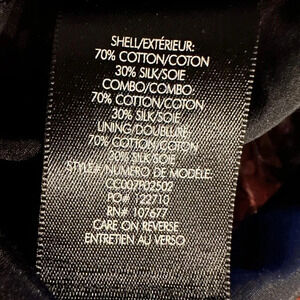 SHELL/EXTÉRIEUR:
70% COTTON/COTON
30% SILK/SOIE
COMBO/COMBO:
70% COTTON/COTON
30% SILK/SOIE
LINING/DOUBLURE:
70% COTTON/COTON
30% SILK/SOIE
STYLE#/NUMÉRO DE MODÈLE:
CC007P02502
PO# 122710
RN# 107677
CARE ON REVERSE
ENTRETIEN AU VERSO